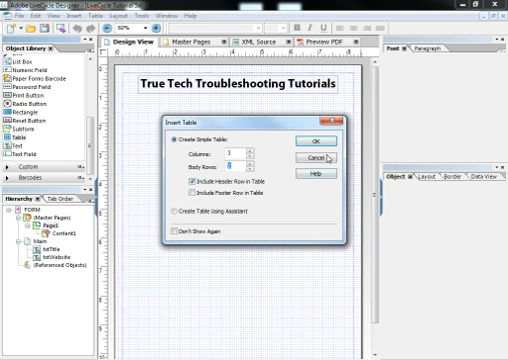 Adobe LiveCycle Designer - [LiveCycle Tutorial
File Edit View Insert Table Layout Tools Window Help
80%
B I U
Object Library
Design View Master Pages XML Source Preview PDF
Font Paragraph
List Box
Numeric Field
Paper Forms Barcode
Password Field
Print Button
Radio Button
Rectangle
Reset Button
Subform
Table
Text
Text Field
Custom
Barcodes
True Tech Troubleshooting Tutorials
Insert Table
Create Simple Table:
Columns: 3
Body Rows: 2
Include Header Row in Table
Include Footer Row in Table
Create Table Using Assistant
Don't Show Again
OK
Cancel
Help
Object Layout Border Data View
Hierarchy Tab Order
FORM
(Master Pages)
Page1
Content1
Main
txtTitle
txtWebsite
(Referenced Objects)